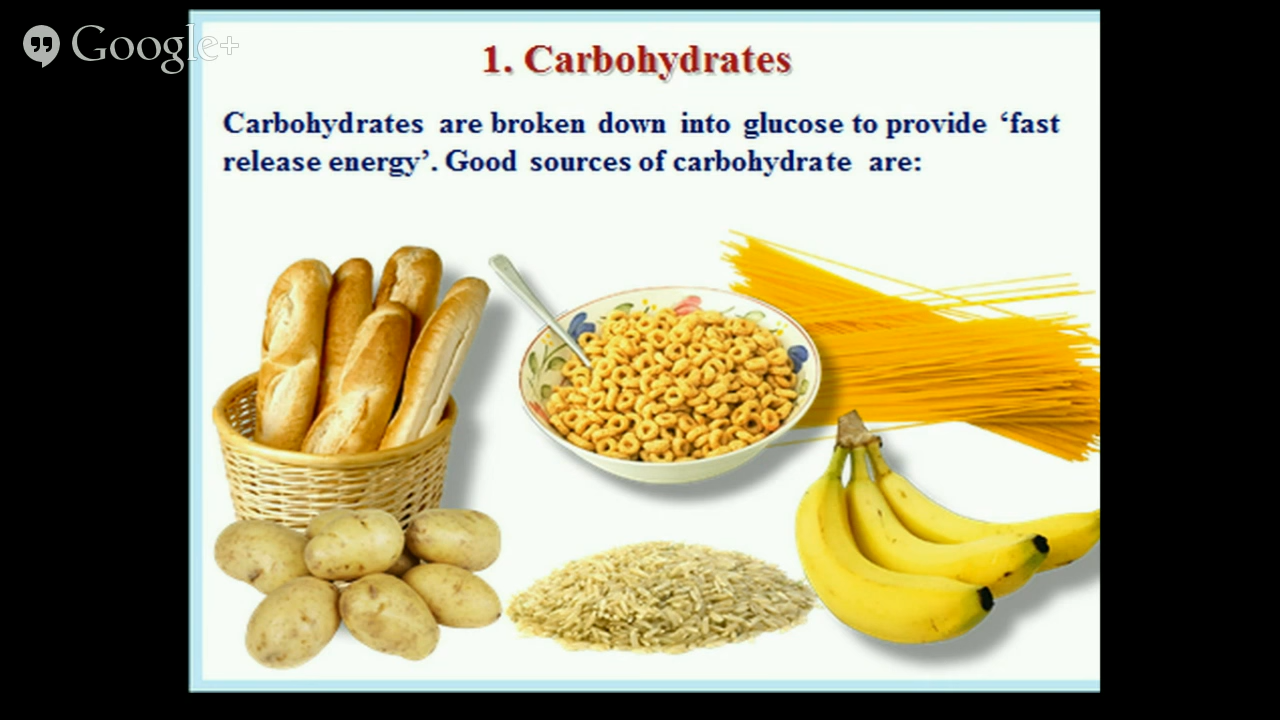 Google+
1. Carbohydrates
Carbohydrates are broken down into glucose to provide ‘fast
release energy’. Good sources of carbohydrate are: